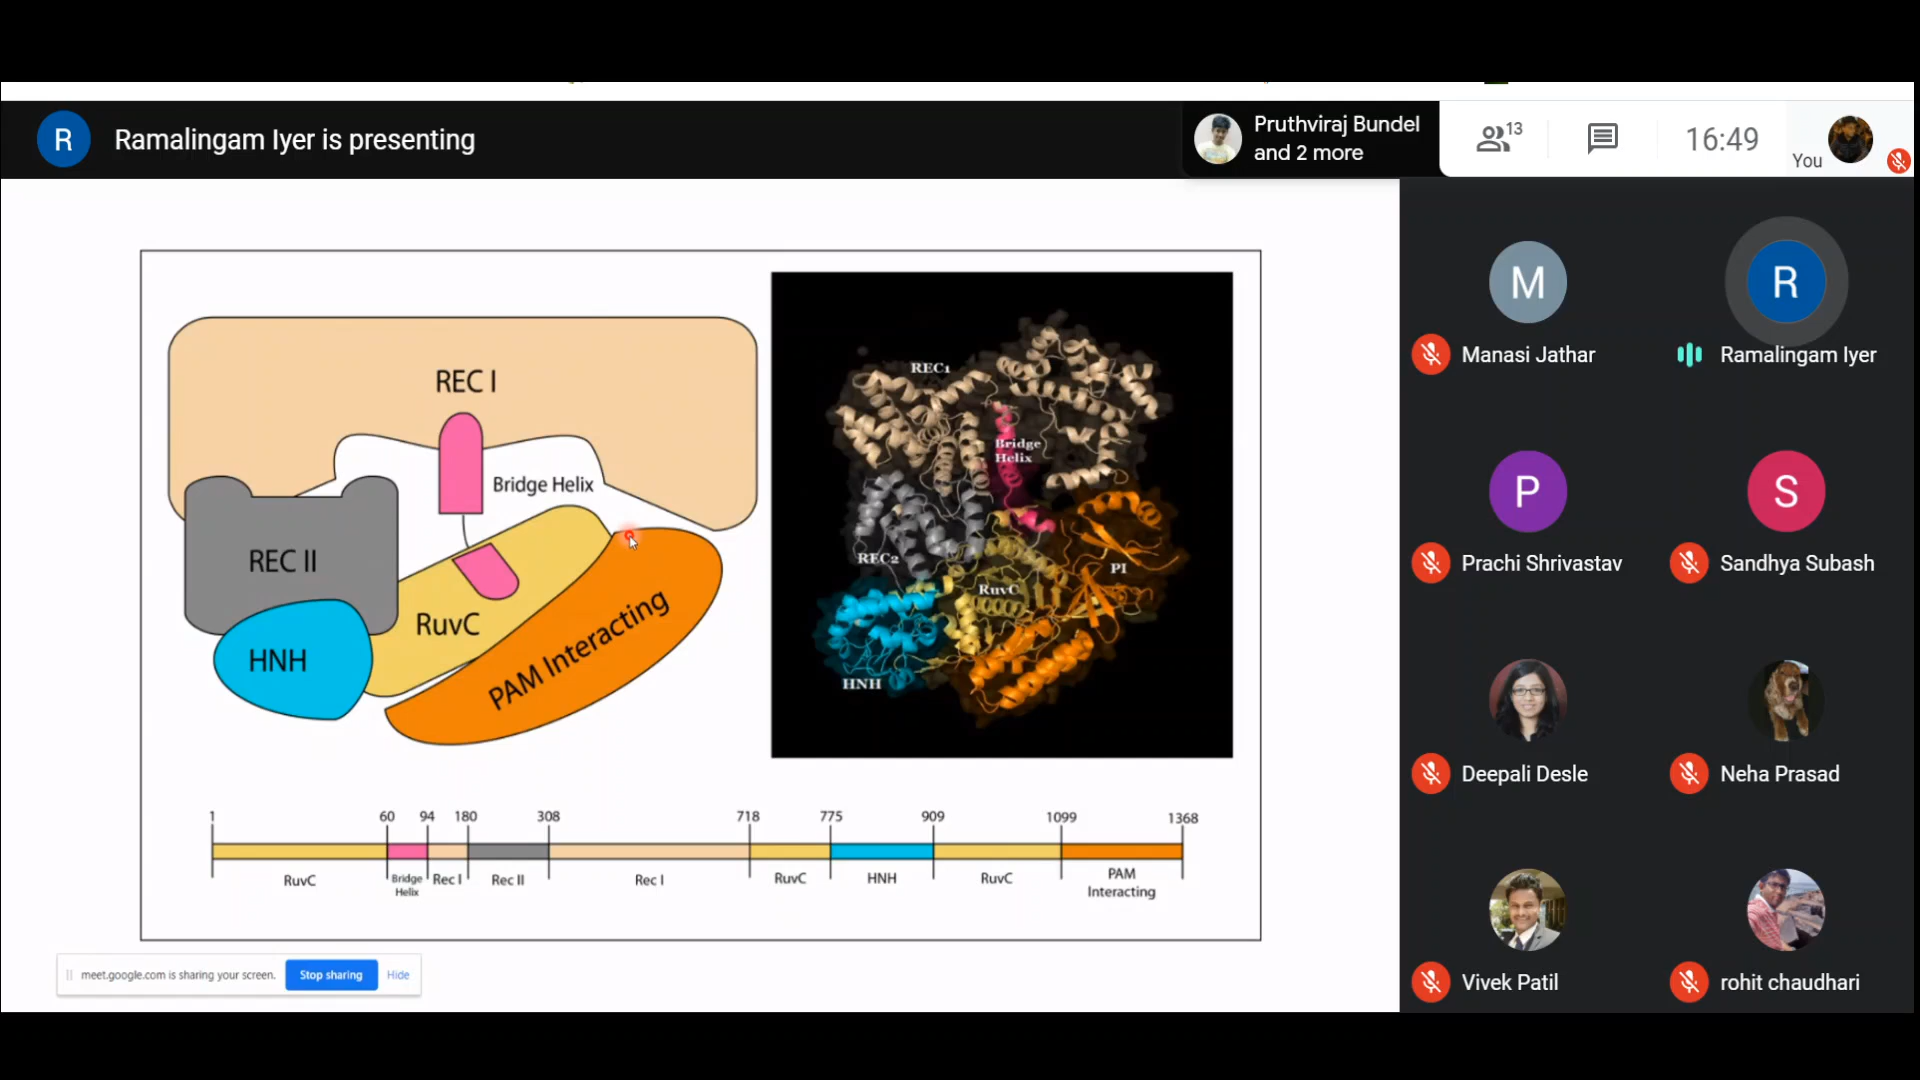 R
Ramalingam Iyer is presenting
Pruthviraj Bundel
and 2 more
13
16:49
You
REC I
Bridge Helix
REC II
RuvC
HNH
PAM Interacting
REC1
Bridge
Helix
REC2
PI
RuvC
HNH
1 60 94 180 308 718 775 909 1099 1368
RuvC
Bridge
Helix
Rec I
Rec II
Rec I
RuvC
HNH
RuvC
PAM
Interacting
meet.google.com is sharing your screen.
Stop sharing
Hide
M
Manasi Jathar
R
Ramalingam Iyer
P
Prachi Shrivastav
S
Sandhya Subash
Deepali Desle
Neha Prasad
Vivek Patil
rohit chaudhari